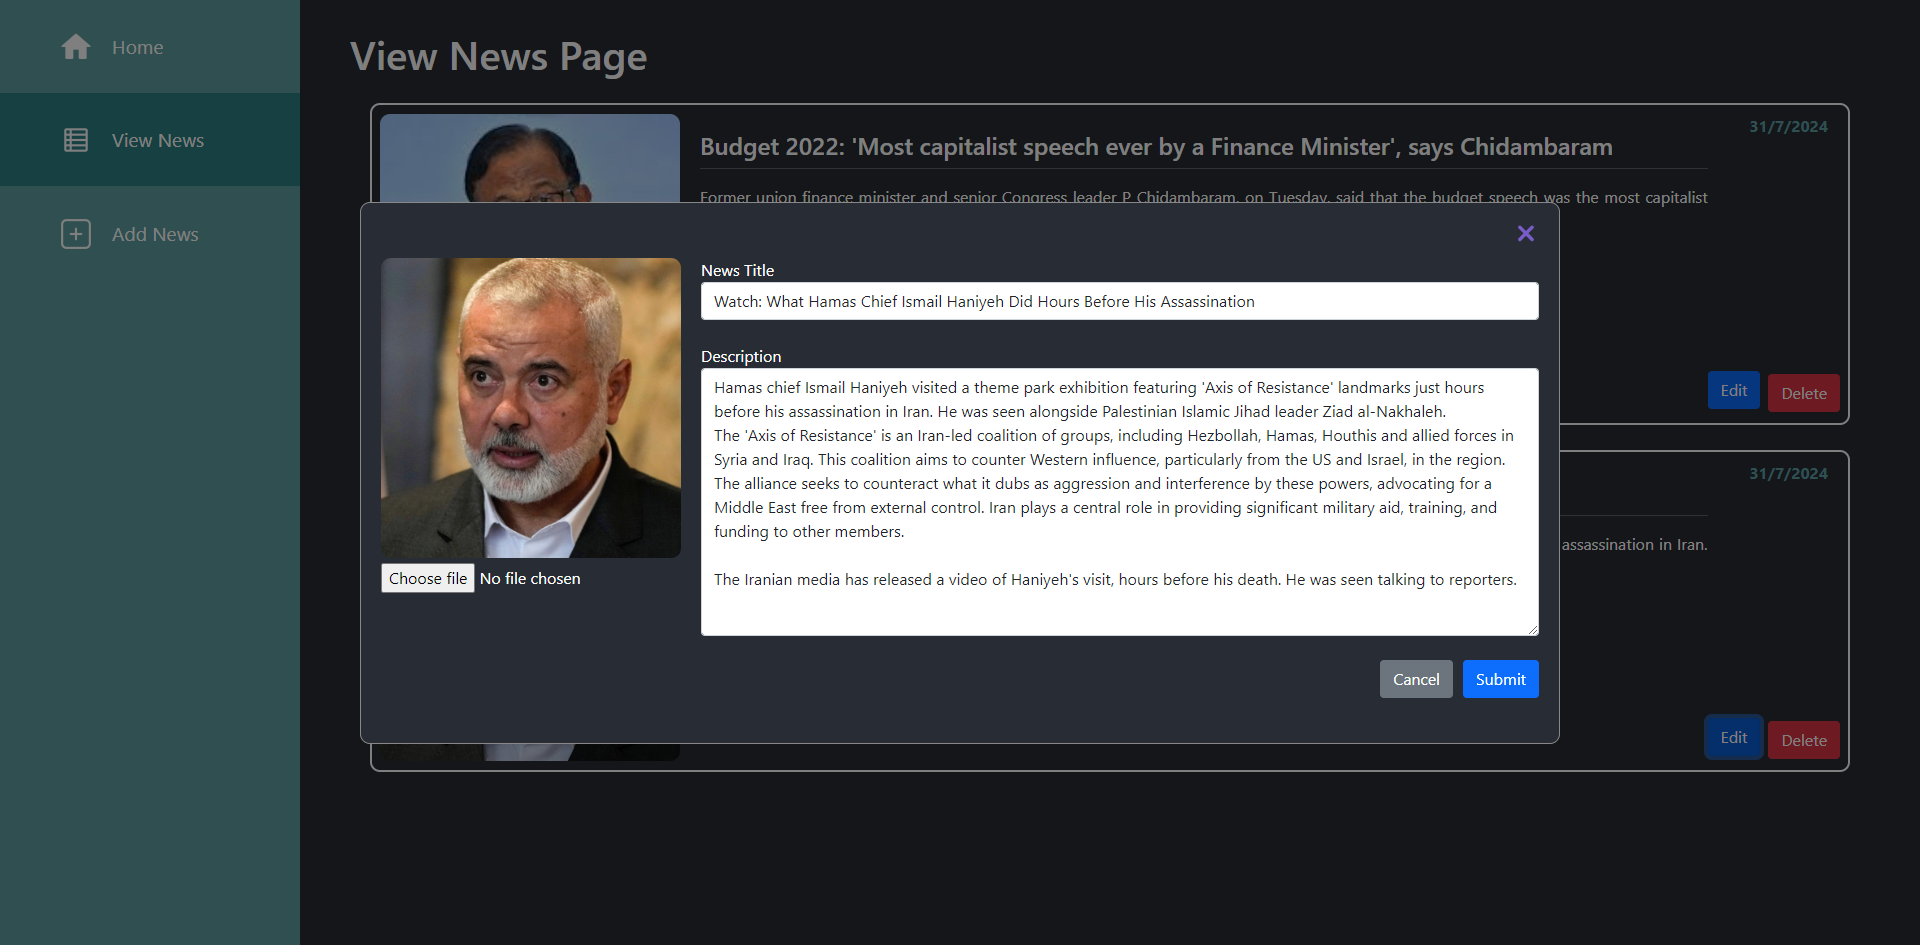 Home
View News
Add News
View News Page
31/7/2024
Budget 2022: 'Most capitalist speech ever by a Finance Minister', says Chidambaram
Former union finance minister and senior Congress leader P Chidambaram, on Tuesday, said that the budget speech was the most capitalist
Edit
Delete
News Title
Watch: What Hamas Chief Ismail Haniyeh Did Hours Before His Assassination
Description
Hamas chief Ismail Haniyeh visited a theme park exhibition featuring 'Axis of Resistance' landmarks just hours
before his assassination in Iran. He was seen alongside Palestinian Islamic Jihad leader Ziad al-Nakhaleh.
The 'Axis of Resistance' is an Iran-led coalition of groups, including Hezbollah, Hamas, Houthis and allied forces in
Syria and Iraq. This coalition aims to counter Western influence, particularly from the US and Israel, in the region.
The alliance seeks to counteract what it dubs as aggression and interference by these powers, advocating for a
Middle East free from external control. Iran plays a central role in providing significant military aid, training, and
funding to other members.
The Iranian media has released a video of Haniyeh's visit, hours before his death. He was seen talking to reporters.
Choose file No file chosen
Cancel
Submit
31/7/2024
assassination in Iran.
Edit
Delete